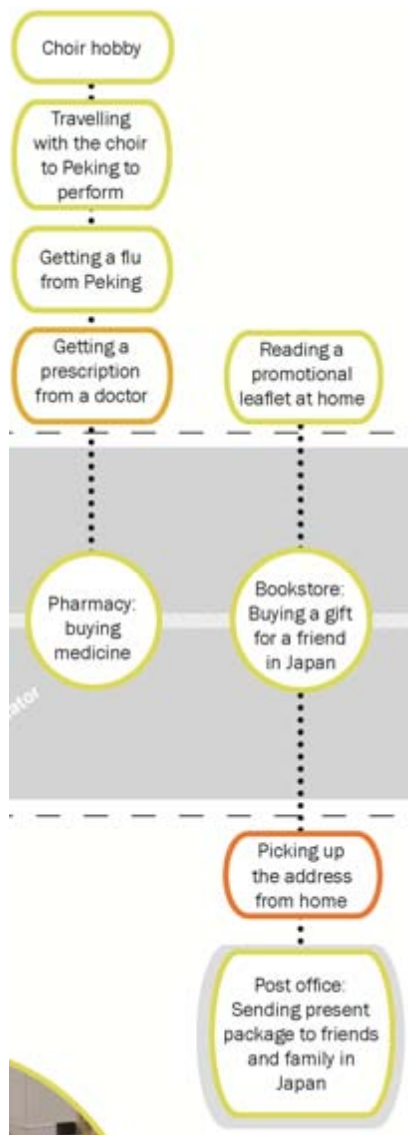 Choir hobby
Travelling
with the choir
to Peking to
perform
Getting a flu
from Peking
Getting a
prescription
from a doctor
Reading a
promotional
leaflet at home
Pharmacy:
buying
medicine
Bookstore:
Buying a gift
for a friend
in Japan
Picking up
the address
from home
Post office:
Sending present
package to friends
and family in
Japan